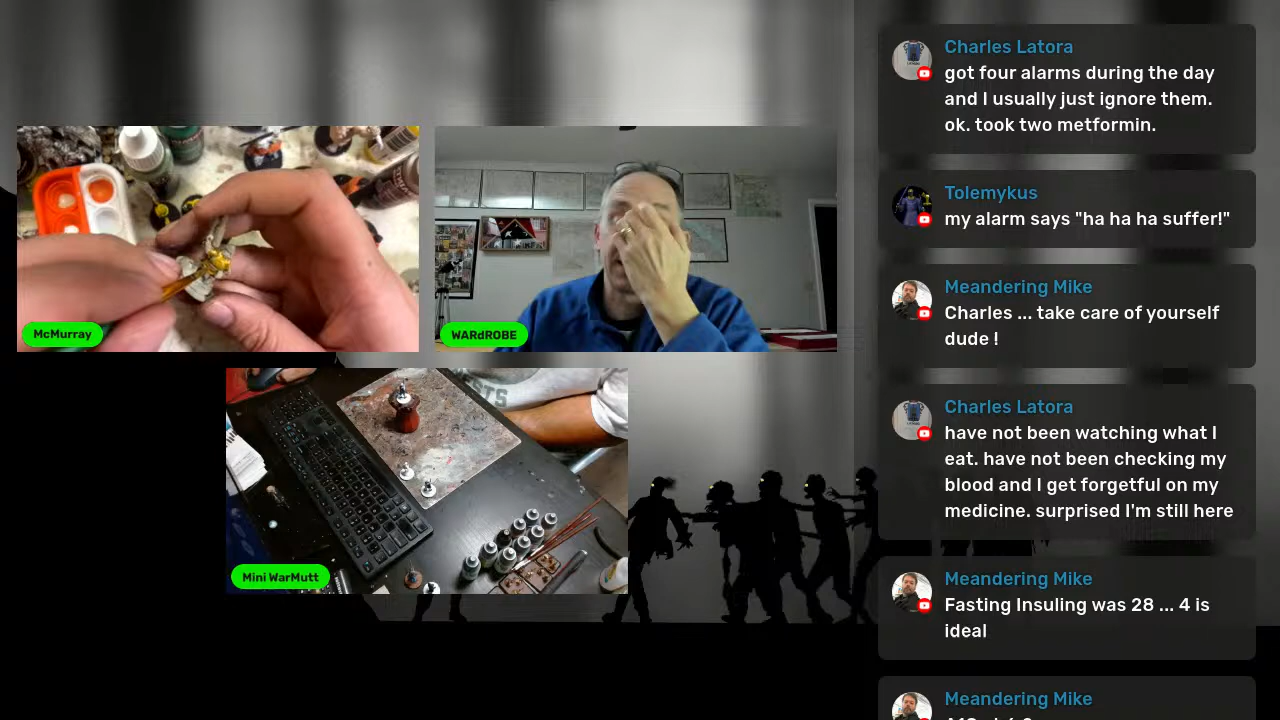 McMurray
WARdROBE
Mini WarMutt
Charles Latora
got four alarms during the day
and I usually just ignore them.
ok. took two metformin.
Tolemykus
my alarm says "ha ha ha suffer!"
Meandering Mike
Charles ... take care of yourself
dude !
Charles Latora
have not been watching what I
eat. have not been checking my
blood and I get forgetful on my
medicine. surprised I'm still here
Meandering Mike
Fasting Insuling was 28 ... 4 is
ideal
Meandering Mike